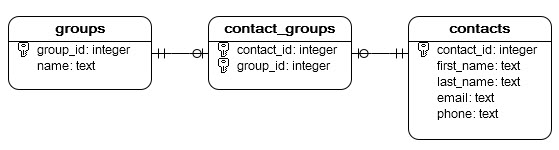 groups
group_id: integer
name: text
contact_groups
contact_id: integer
group_id: integer
contacts
contact_id: integer
first_name: text
last_name: text
email: text
phone: text